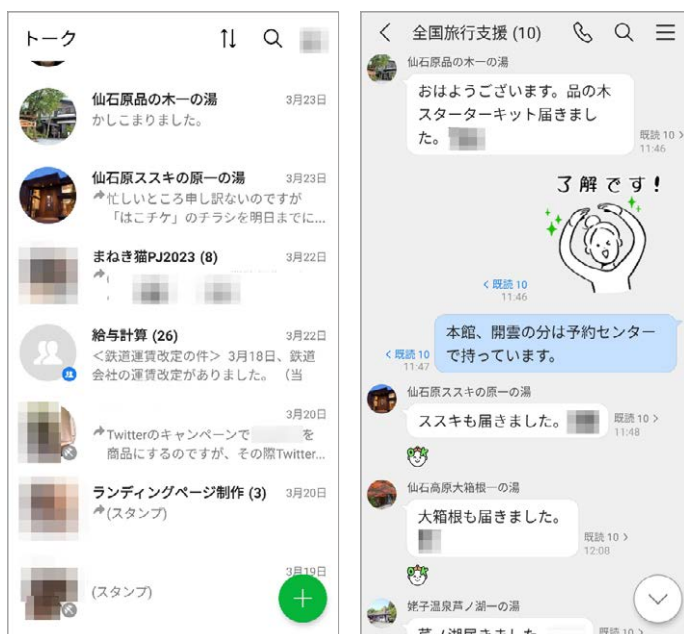 トーク
仙石原品の木一の湯
3月23日
かしこまりました。
仙石原ススキの原一の湯
3月23日
忙しいところ申し訳ないのですが
「はこチケ」のチラシを明日までに...
まねき猫PJ2023 (8)
3月22日
給与計算 (26)
3月22日
<鉄道運賃改定の件> 3月18日、鉄道
会社の運賃改定がありました。 （当
3月20日
Twitterのキャンペーンで を
商品にするのですが、その際Twitter...
ランディングページ制作 (3)
3月20日
(スタンプ)
3月19日
(スタンプ)
全国旅行支援 (10)
仙石原品の木一の湯
おはようございます。品の木
スターターキット届きまし
た。
既読 10
11:46
了解です!
既読 10
11:46
本館、開雲の分は予約センター
で持っています。
既読 10
11:47
仙石原ススキの原一の湯
ススキも届きました。
既読 10
11:48
仙石高原大箱根一の湯
大箱根も届きました。
既読 10
12:08
姥子温泉芦ノ湖一の湯
芦ノ湖届きました
既読 10